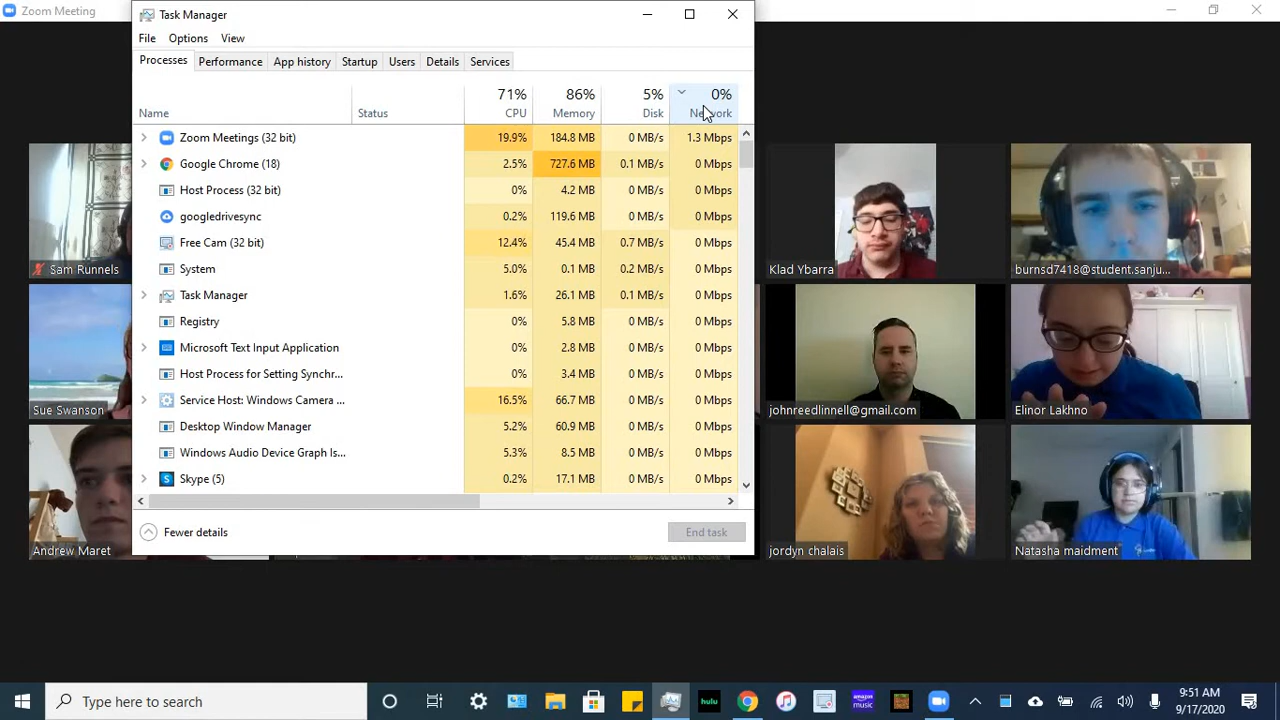 Zoom Meeting
Task Manager
File Options View
Processes Performance App history Startup Users Details Services
71% 86% 5% 0%
Name Status CPU Memory Disk Network
Zoom Meetings (32 bit) 19.9% 184.8 MB 0 MB/s 1.3 Mbps
Google Chrome (18) 2.5% 727.6 MB 0.1 MB/s 0 Mbps
Host Process (32 bit) 0% 4.2 MB 0 MB/s 0 Mbps
googledrivesync 0.2% 119.6 MB 0 MB/s 0 Mbps
Free Cam (32 bit) 12.4% 45.4 MB 0.7 MB/s 0 Mbps
System 5.0% 0.1 MB 0.2 MB/s 0 Mbps
Task Manager 1.6% 26.1 MB 0.1 MB/s 0 Mbps
Registry 0% 5.8 MB 0 MB/s 0 Mbps
Microsoft Text Input Application 0% 2.8 MB 0 MB/s 0 Mbps
Host Process for Setting Synchr... 0% 3.4 MB 0 MB/s 0 Mbps
Service Host: Windows Camera ... 16.5% 66.7 MB 0 MB/s 0 Mbps
Desktop Window Manager 5.2% 60.9 MB 0 MB/s 0 Mbps
Windows Audio Device Graph Is... 5.3% 8.5 MB 0 MB/s 0 Mbps
Skype (5) 0.2% 17.1 MB 0 MB/s 0 Mbps
Fewer details End task
Sam Runnels
Klad Ybarra
burnsd7418@student.sanju...
Sue Swanson
johnreedlinnell@gmail.com
Elinor Lakhno
Andrew Maret
jordyn chalais
Natasha maidment
Type here to search
hulu
amazon music
9:51 AM
9/17/2020